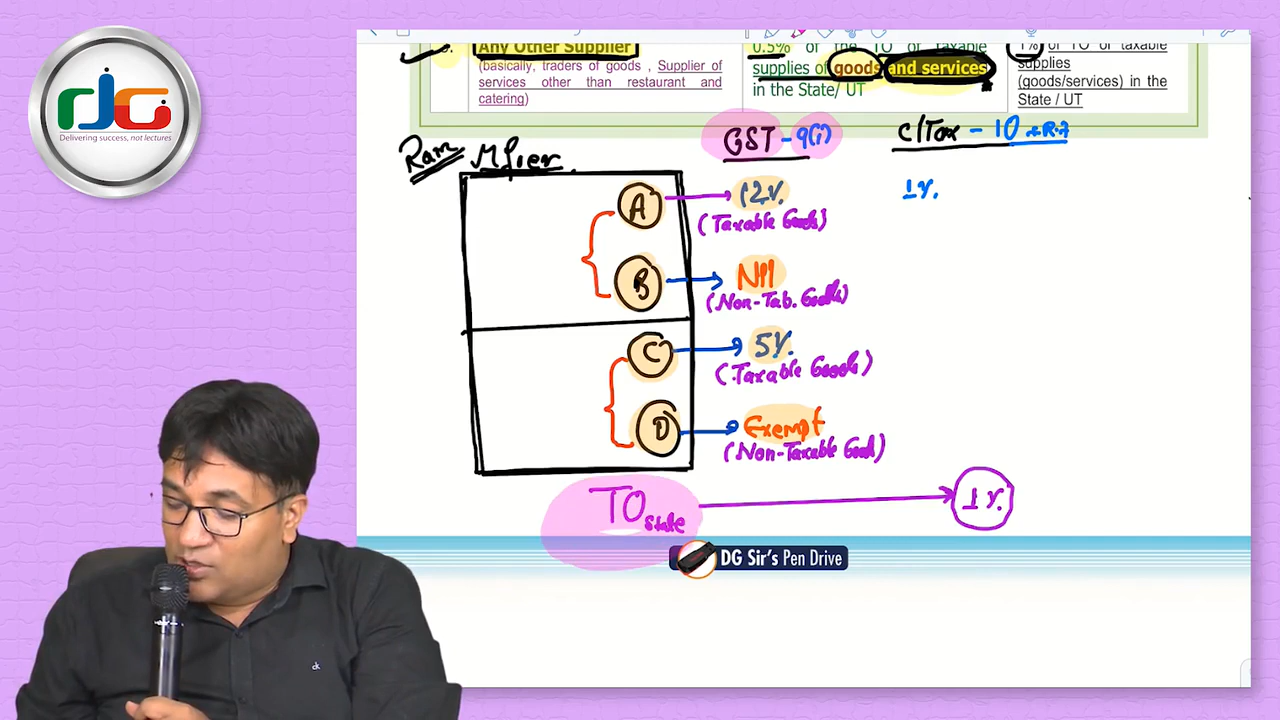 Delivering success, not lectures
Any Other Supplier
(basically, traders of goods , Supplier of
services other than restaurant and
catering)
0.5% of the TO of taxable
supplies of goods and services
in the State/ UT
1% of TO of taxable
supplies
(goods/services) in the
State / UT
Ram Mfrer
GST - 9(1)
C/Tax - 10 + R.7
A
12%
(Taxable Goods)
1%
B
Nil
(Non-Tab. Goods)
C
5%
(Taxable Goods)
D
Exempt
(Non-Taxable Goods)
TO State
1%
DG Sir's Pen Drive
ck